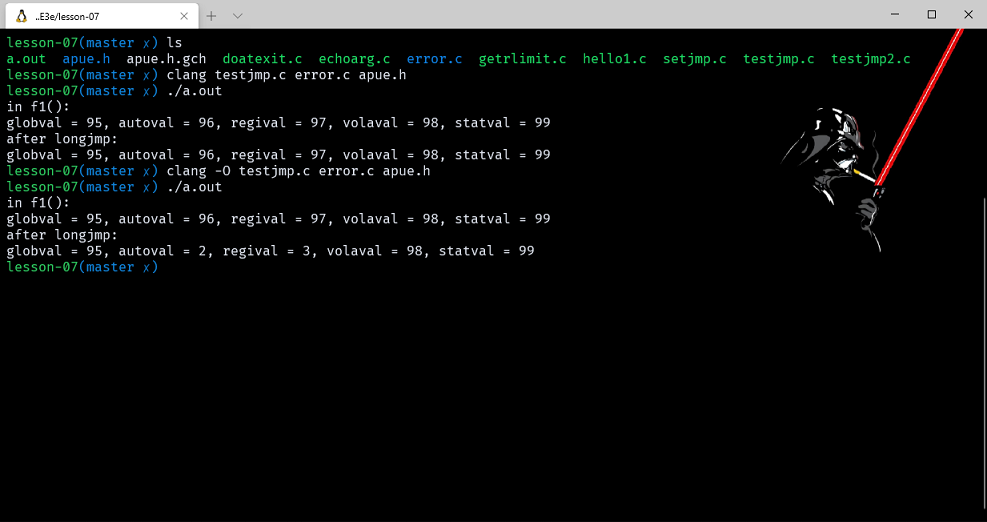 ..E3e/lesson-07
lesson-07(master x) ls
a.out apue.h apue.h.gch doatexit.c echoarg.c error.c getrlimit.c hello1.c setjmp.c testjmp.c testjmp2.c
lesson-07(master x) clang testjmp.c error.c apue.h
lesson-07(master x) ./a.out
in f1():
globval = 95, autoval = 96, regival = 97, volaval = 98, statval = 99
after longjmp:
globval = 95, autoval = 96, regival = 97, volaval = 98, statval = 99
lesson-07(master x) clang -O testjmp.c error.c apue.h
lesson-07(master x) ./a.out
in f1():
globval = 95, autoval = 96, regival = 97, volaval = 98, statval = 99
after longjmp:
globval = 95, autoval = 2, regival = 3, volaval = 98, statval = 99
lesson-07(master x)